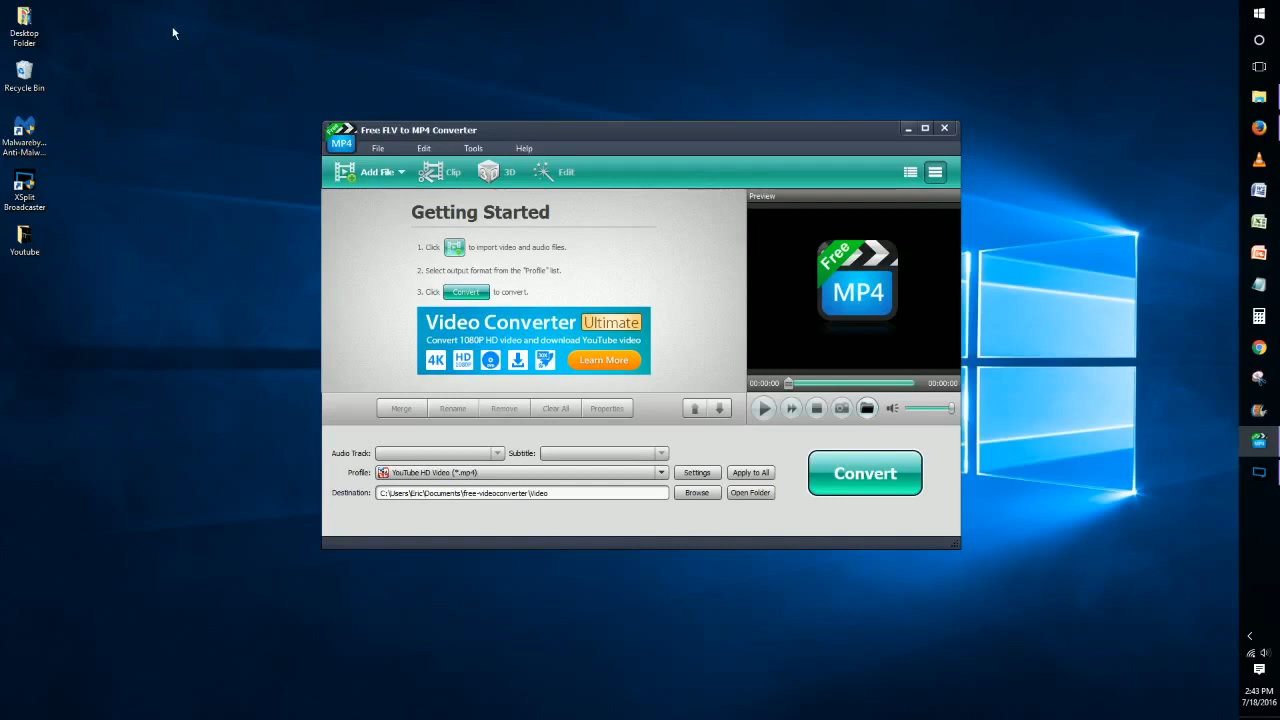 Desktop
Folder
Recycle Bin
Malwareby...
Anti-Malw...
XSplit
Broadcaster
Youtube
Free FLV to MP4 Converter
Free
MP4
File Edit Tools Help
Add File Clip 3D Edit
Getting Started
1. Click to import video and audio files.
2. Select output format from the "Profile" list.
3. Click Convert to convert.
Video Converter Ultimate
Convert 1080P HD video and download YouTube video
4K HD 1080P Learn More
Preview
Free
MP4
00:00:00 00:00:00
Merge Rename Remove Clear All Properties
Audio Track: Subtitle:
Profile: YouTube HD Video (*.mp4) Settings Apply to All
Destination: C:\Users\Eric\Documents\free-videoconverter\Video Browse Open Folder
Convert
2:43 PM
7/18/2016